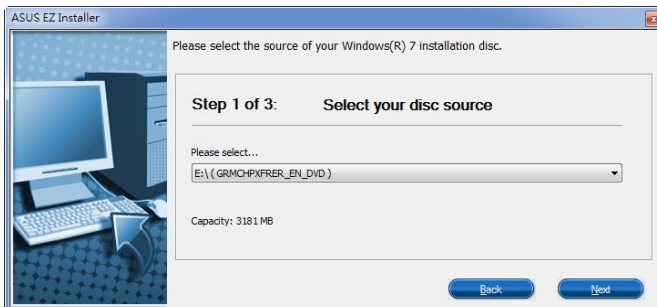 ASUS EZ Installer
Please select the source of your Windows(R) 7 installation disc.
Step 1 of 3: Select your disc source
Please select...
E:\ ( GRMCHPXFRER_EN_DVD )
Capacity: 3181 MB
Back Next